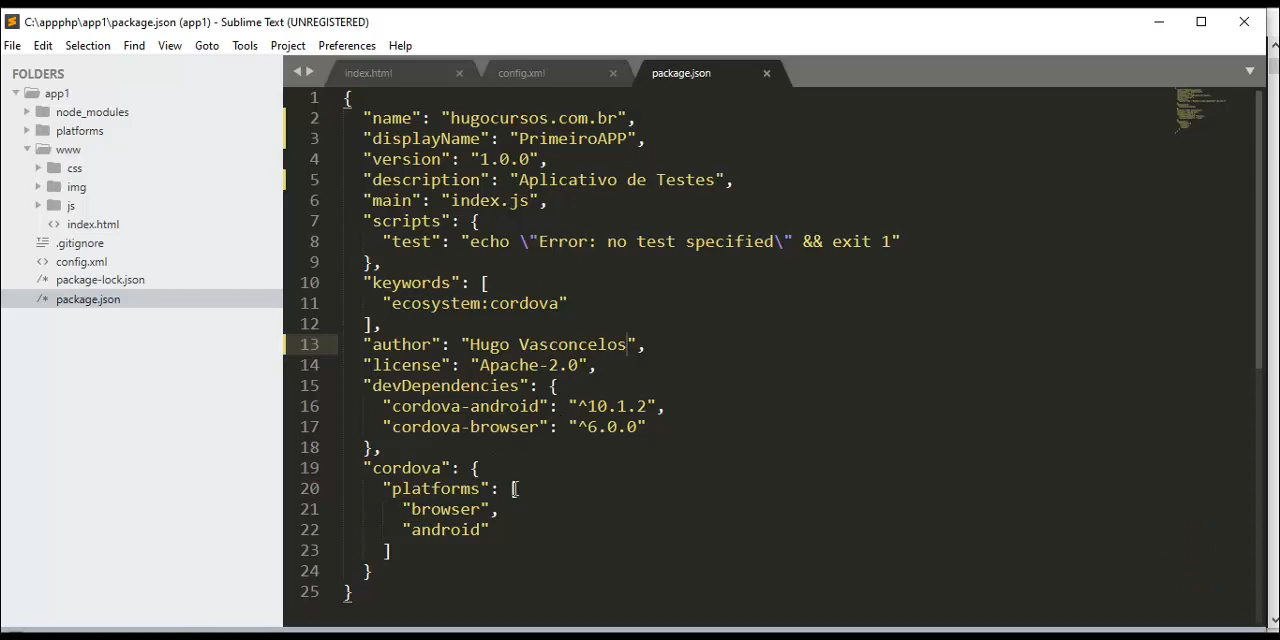 C:\appphp\app1\package.json (app1) - Sublime Text (UNREGISTERED)
File Edit Selection Find View Goto Tools Project Preferences Help
FOLDERS
app1
node_modules
platforms
www
css
img
js
<> index.html
.gitignore
<> config.xml
/* package-lock.json
/* package.json
index.html config.xml package.json
1 {
2 "name": "hugocursos.com.br",
3 "displayName": "PrimeiroAPP",
4 "version": "1.0.0",
5 "description": "Aplicativo de Testes",
6 "main": "index.js",
7 "scripts": {
8 "test": "echo \"Error: no test specified\" && exit 1"
9 },
10 "keywords": [
11 "ecosystem:cordova"
12 ],
13 "author": "Hugo Vasconcelos",
14 "license": "Apache-2.0",
15 "devDependencies": {
16 "cordova-android": "^10.1.2",
17 "cordova-browser": "^6.0.0"
18 },
19 "cordova": {
20 "platforms": [
21 "browser",
22 "android"
23 ]
24 }
25 }